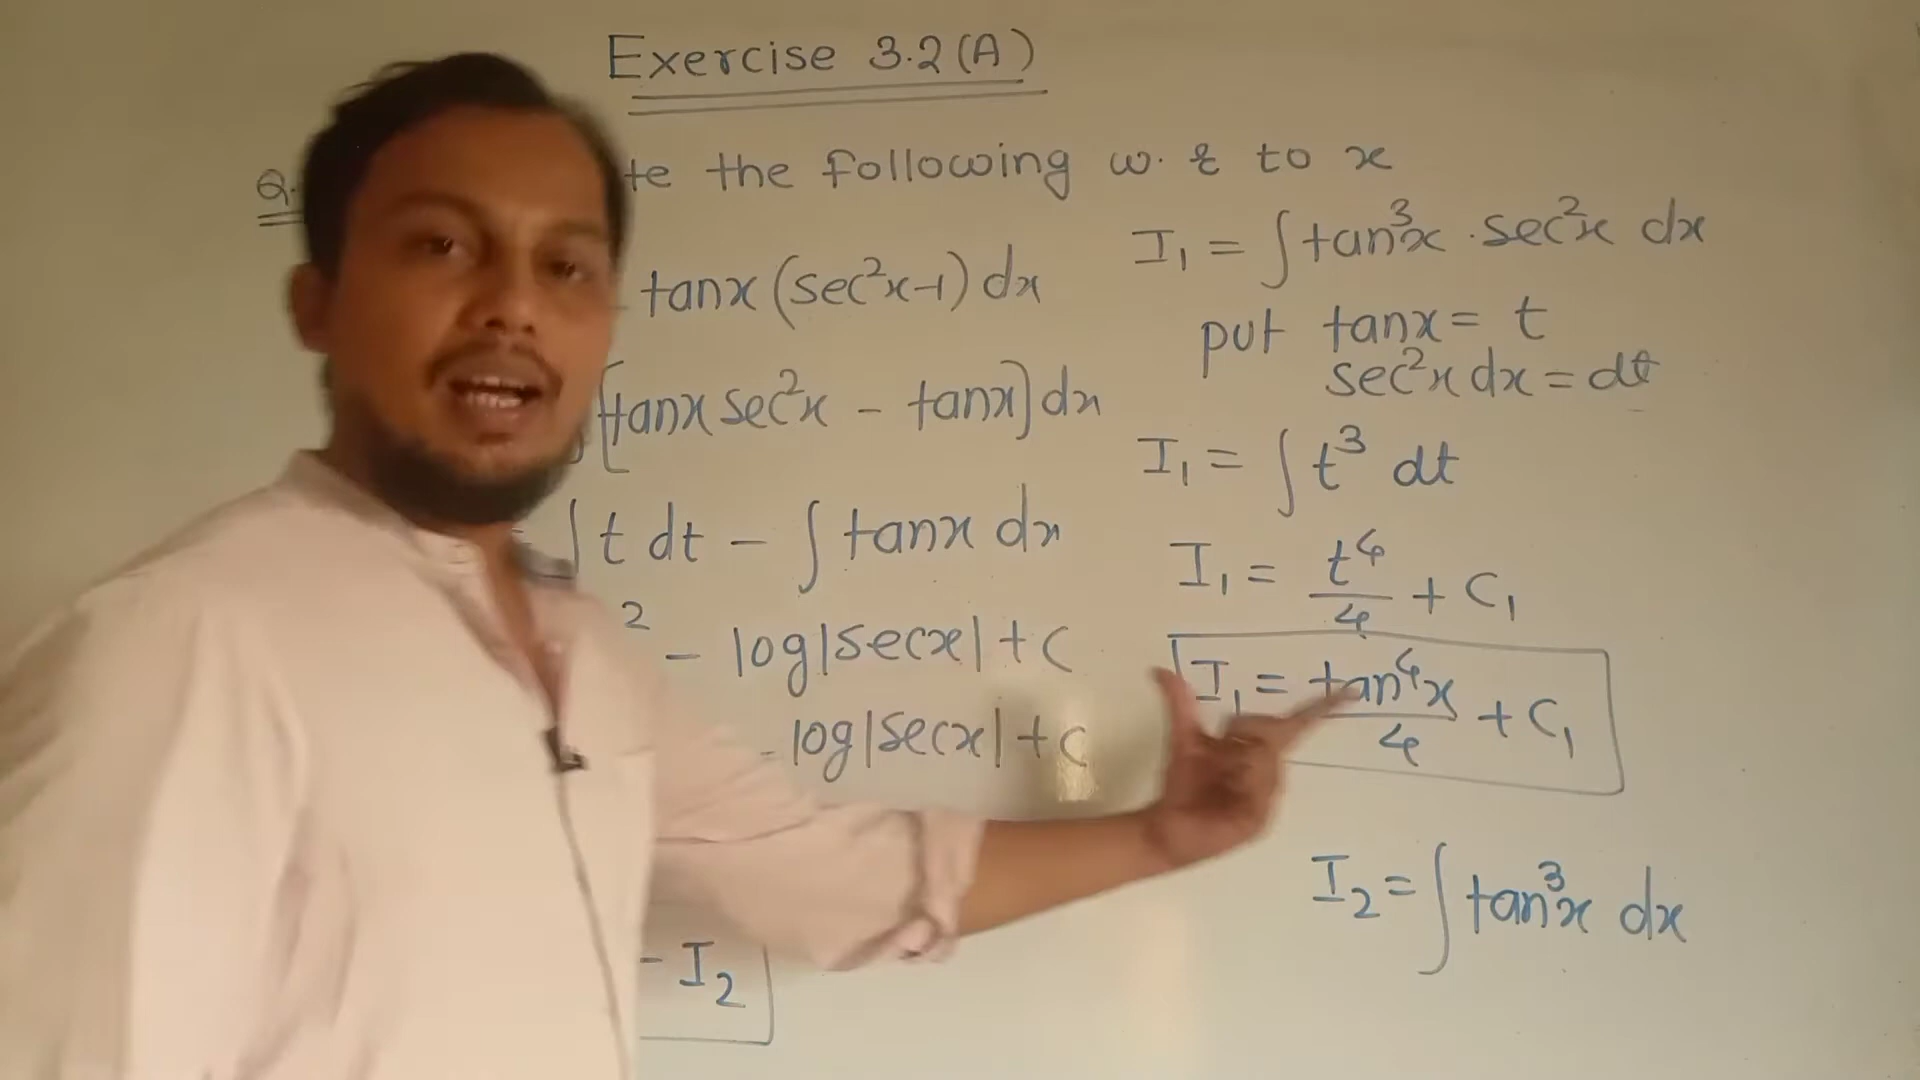 Exercise 3.2(A)
Q. te the following w. r to x
tanx(sec²x-1)dx
[tanx sec²x - tanx]dx
= ∫t dt - ∫tanx dx
² - log|secx|+c
- log|secx|+c
- I₂
I₁ = ∫tan³x · sec²x dx
put tanx = t
sec²x dx = dt
I₁ = ∫t³ dt
I₁ = t⁴/4 + C₁
I₁ = tan⁴x/4 + C₁
I₂ = ∫tan³x dx